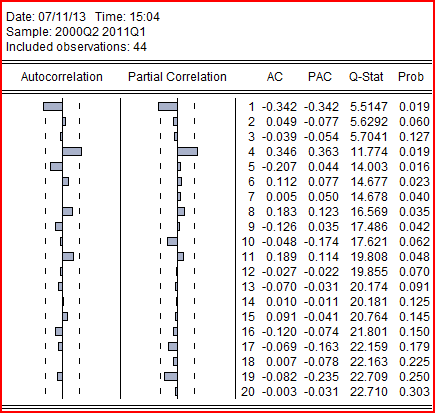 Date: 07/11/13 Time: 15:04
Sample: 2000Q2 2011Q1
Included observations: 44
Autocorrelation Partial Correlation AC PAC Q-Stat Prob
1 -0.342 -0.342 5.5147 0.019
2 0.049 -0.077 5.6292 0.060
3 -0.039 -0.054 5.7041 0.127
4 0.346 0.363 11.774 0.019
5 -0.207 0.044 14.003 0.016
6 0.112 0.077 14.677 0.023
7 0.005 0.050 14.678 0.040
8 0.183 0.123 16.569 0.035
9 -0.126 0.035 17.486 0.042
10 -0.048 -0.174 17.621 0.062
11 0.189 0.114 19.808 0.048
12 -0.027 -0.022 19.855 0.070
13 -0.070 -0.031 20.174 0.091
14 0.010 -0.011 20.181 0.125
15 0.091 -0.041 20.764 0.145
16 -0.120 -0.074 21.801 0.150
17 -0.069 -0.163 22.159 0.179
18 0.007 -0.078 22.163 0.225
19 -0.082 -0.235 22.709 0.250
20 -0.003 -0.031 22.710 0.303